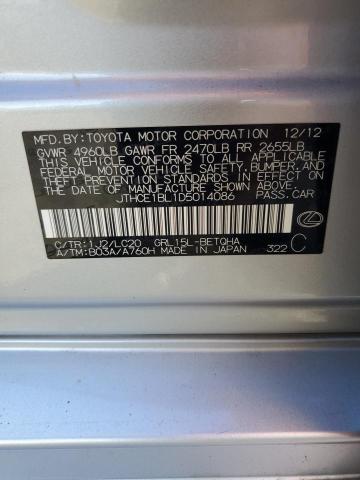 MFD.BY:TOYOTA MOTOR CORPORATION 12/12
GVWR 4960LB GAWR FR 2470LB RR 2655LB
THIS VEHICLE CONFORMS TO ALL APPLICABLE
FEDERAL MOTOR VEHICLE SAFETY, BUMPER, AND
THEFT PREVENTION STANDARDS IN EFFECT ON
THE DATE OF MANUFACTURE SHOWN ABOVE.
JTHCE1BL1D5014086 PASS.CAR
C/TR:1J2/LC20 GRL15L-BETQHA
A/TM:B03A/A760H MADE IN JAPAN 322 C